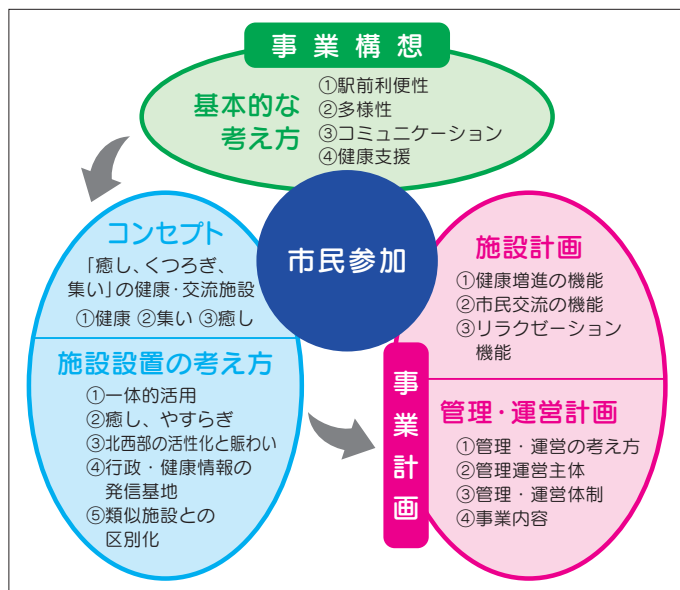 事業構想
基本的な
考え方
①駅前利便性
②多様性
③コミュニケーション
④健康支援
市民参加
コンセプト
「癒し、くつろぎ、
集い」の健康・交流施設
①健康 ②集い ③癒し
施設設置の考え方
①一体的活用
②癒し、やすらぎ
③北西部の活性化と賑わい
④行政・健康情報の
発信基地
⑤類似施設との
区別化
事業計画
施設計画
①健康増進の機能
②市民交流の機能
③リラクゼーション
機能
管理・運営計画
①管理・運営の考え方
②管理運営主体
③管理・運営体制
④事業内容